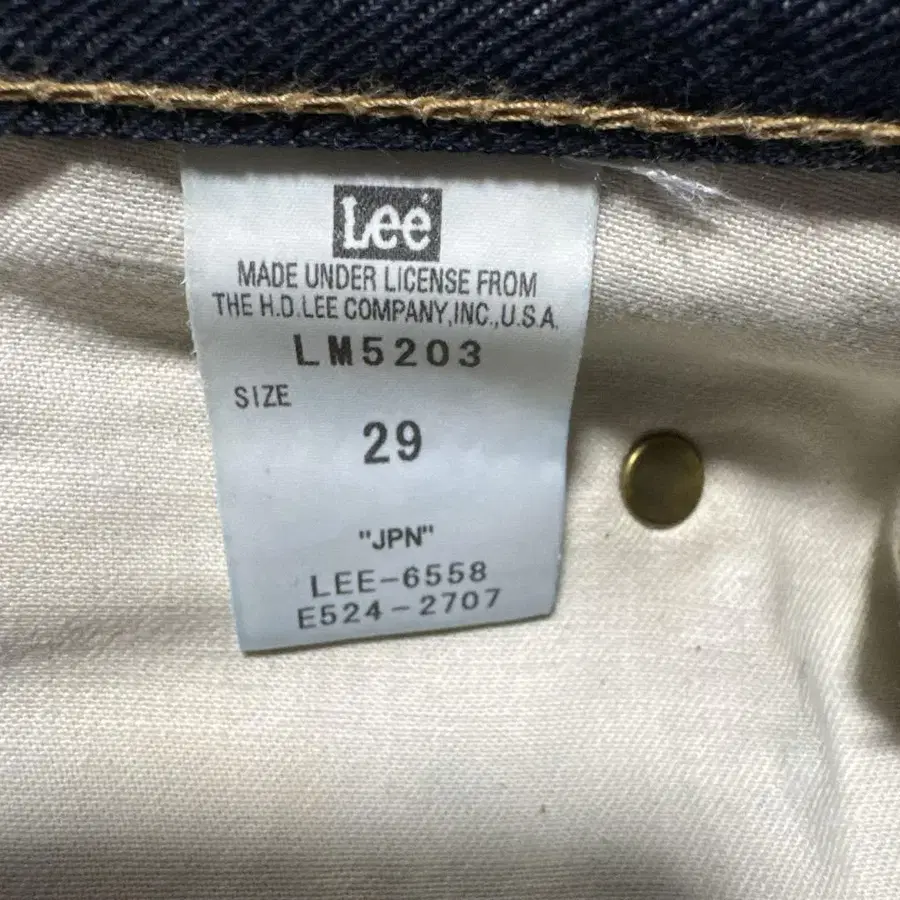 Lee
MADE UNDER LICENSE FROM
THE H.D.LEE COMPANY,INC.,U.S.A.
LM5203
SIZE
29
"JPN"
LEE-6558
E524-2707